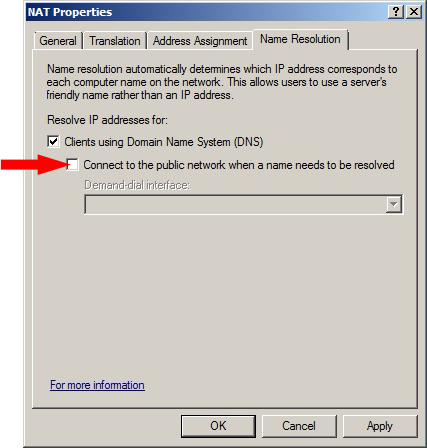 NAT Properties
General Translation Address Assignment Name Resolution
Name resolution automatically determines which IP address corresponds to
each computer name on the network. This allows users to use a server's
friendly name rather than an IP address.
Resolve IP addresses for:
Clients using Domain Name System (DNS)
Connect to the public network when a name needs to be resolved
Demand-dial interface:
For more information
OK Cancel Apply